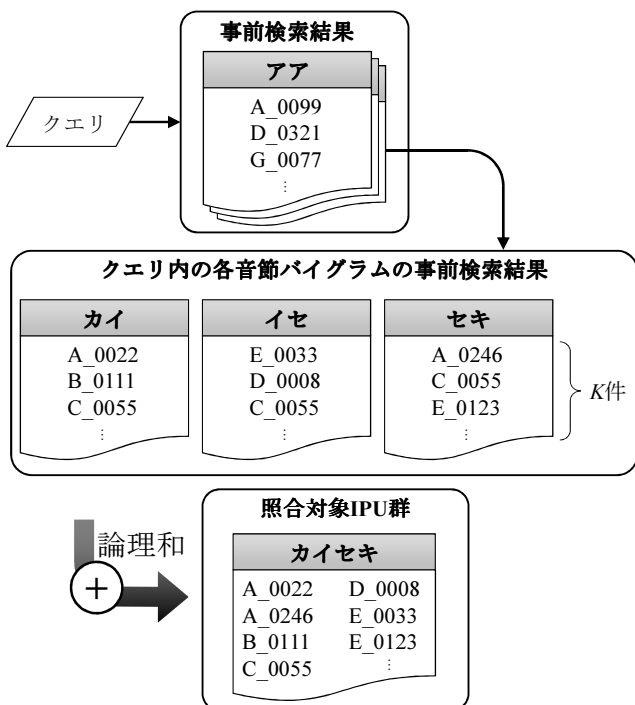 事前検索結果
アア
A_0099
D_0321
G_0077
⋮
クエリ
クエリ内の各音節バイグラムの事前検索結果
カイ
A_0022
B_0111
C_0055
⋮
イセ
E_0033
D_0008
C_0055
⋮
セキ
A_0246
C_0055
E_0123
⋮
K件
論理和
+
照合対象IPU群
カイセキ
A_0022 D_0008
A_0246 E_0033
B_0111 E_0123
C_0055 ⋮